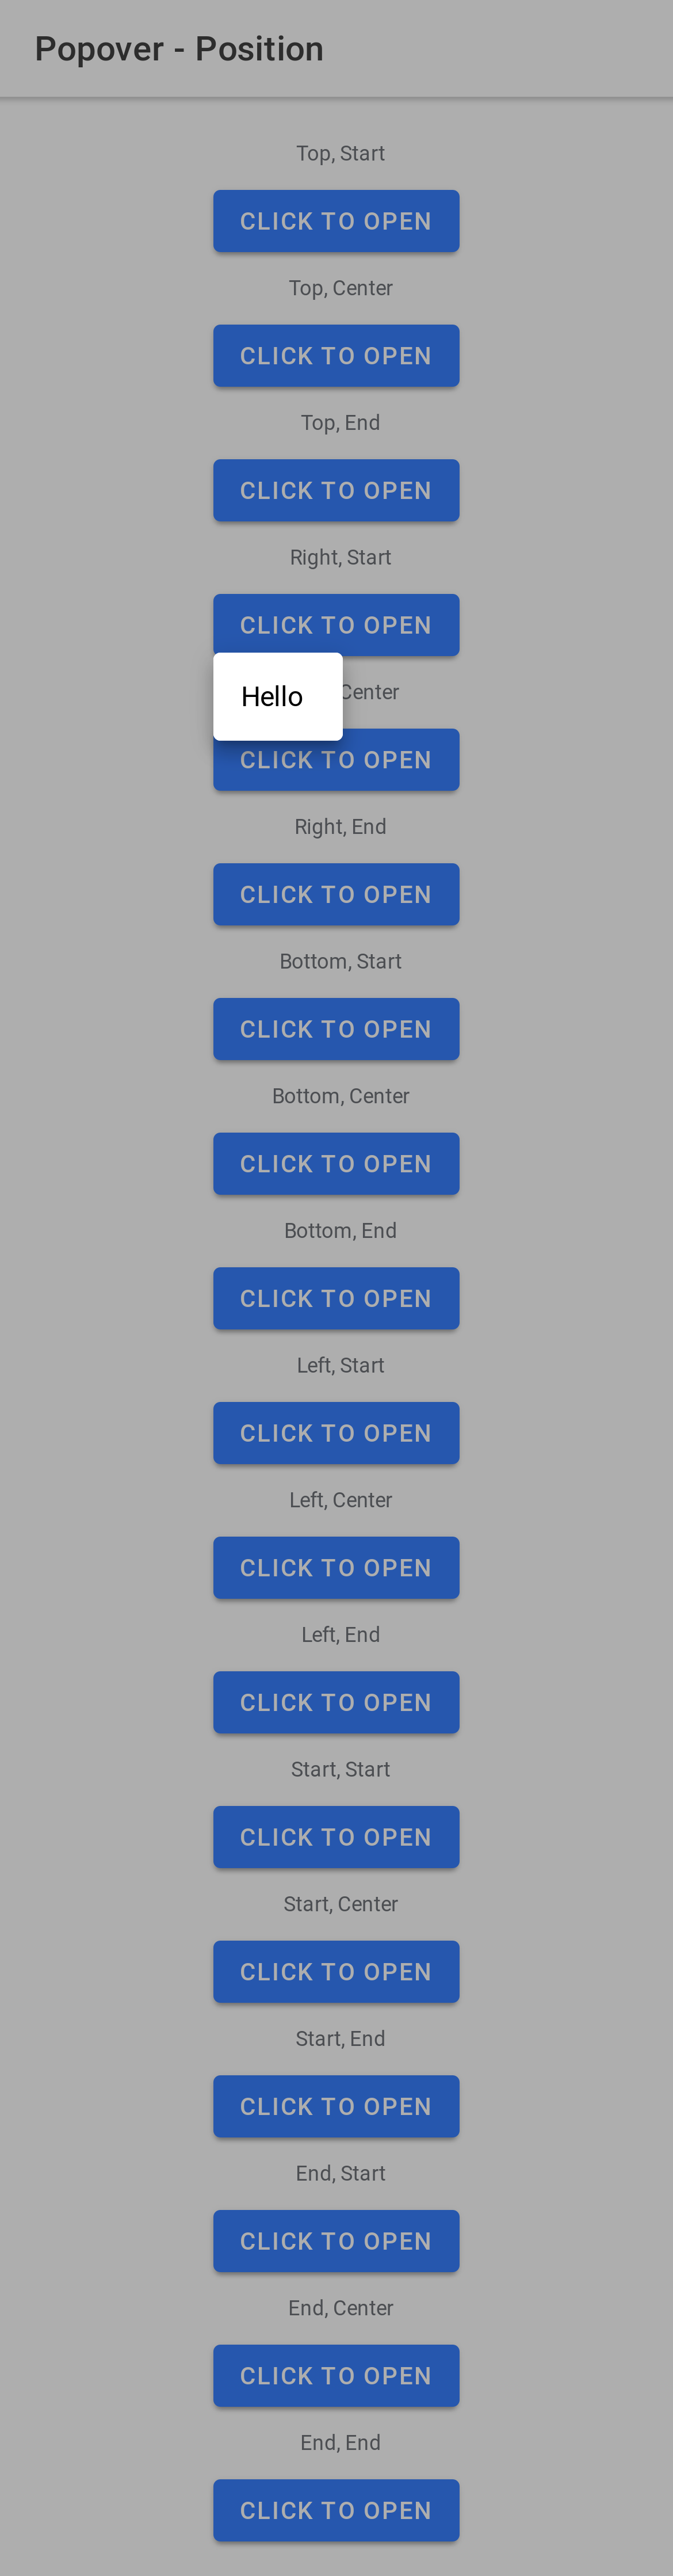 Popover - Position
Top, Start
CLICK TO OPEN
Top, Center
CLICK TO OPEN
Top, End
CLICK TO OPEN
Right, Start
CLICK TO OPEN
Center
Hello
CLICK TO OPEN
Right, End
CLICK TO OPEN
Bottom, Start
CLICK TO OPEN
Bottom, Center
CLICK TO OPEN
Bottom, End
CLICK TO OPEN
Left, Start
CLICK TO OPEN
Left, Center
CLICK TO OPEN
Left, End
CLICK TO OPEN
Start, Start
CLICK TO OPEN
Start, Center
CLICK TO OPEN
Start, End
CLICK TO OPEN
End, Start
CLICK TO OPEN
End, Center
CLICK TO OPEN
End, End
CLICK TO OPEN